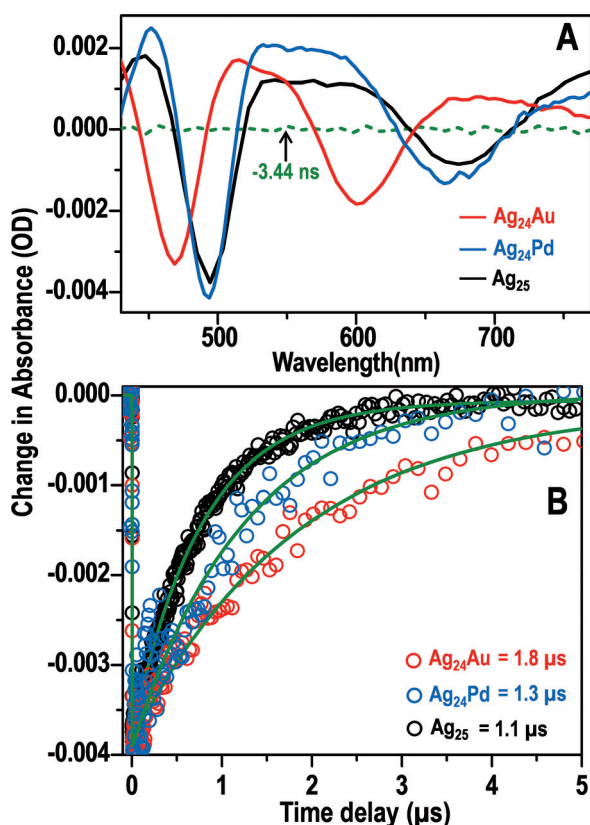 A
0.002
0.000
-0.002
-0.004
-3.44 ns
Ag24Au
Ag24Pd
Ag25
500
600
700
Wavelength(nm)
Change in Absorbance (OD)
B
0.000
-0.001
-0.002
-0.003
-0.004
Ag24Au = 1.8 µs
Ag24Pd = 1.3 µs
Ag25 = 1.1 µs
0
1
2
3
4
5
Time delay (µs)